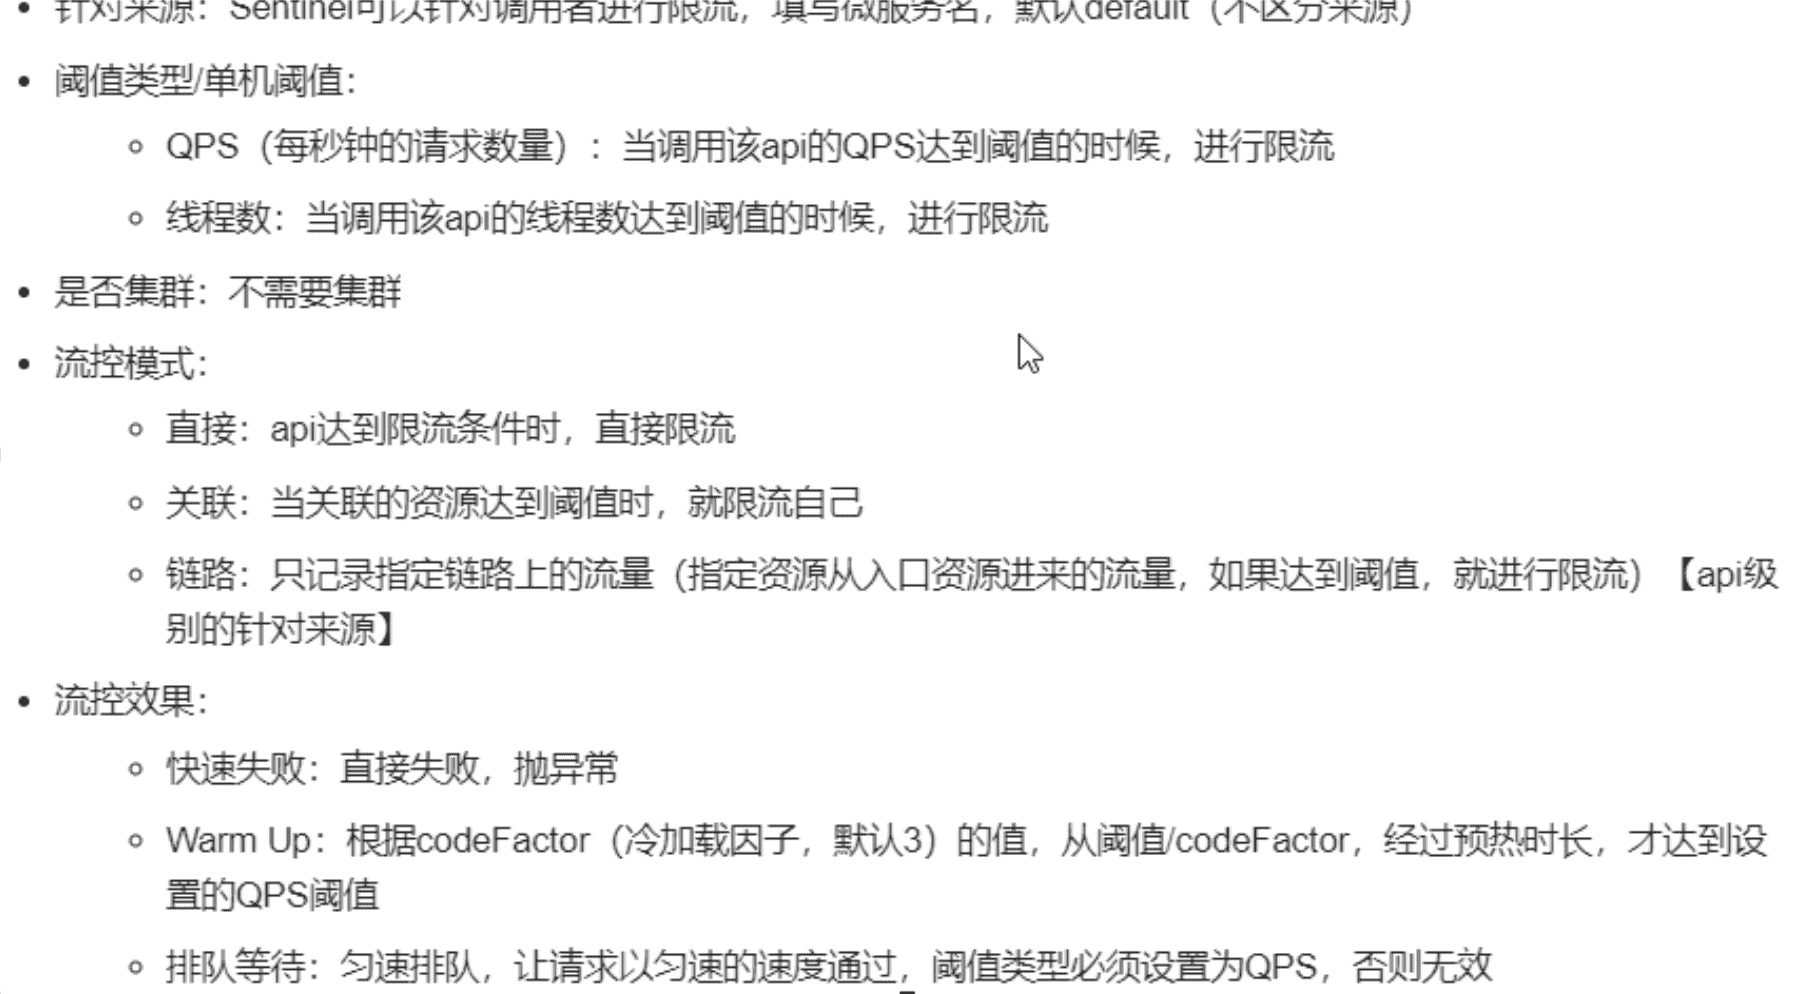 针对来源：Sentinel可以针对调用者进行限流，填写微服务名，默认default（不区分来源）
阈值类型/单机阈值：
QPS（每秒钟的请求数量）：当调用该api的QPS达到阈值的时候，进行限流
线程数：当调用该api的线程数达到阈值的时候，进行限流
是否集群：不需要集群
流控模式：
直接：api达到限流条件时，直接限流
关联：当关联的资源达到阈值时，就限流自己
链路：只记录指定链路上的流量（指定资源从入口资源进来的流量，如果达到阈值，就进行限流）【api级
别的针对来源】
流控效果：
快速失败：直接失败，抛异常
Warm Up：根据codeFactor（冷加载因子，默认3）的值，从阈值/codeFactor，经过预热时长，才达到设
置的QPS阈值
排队等待：匀速排队，让请求以匀速的速度通过，阈值类型必须设置为QPS，否则无效